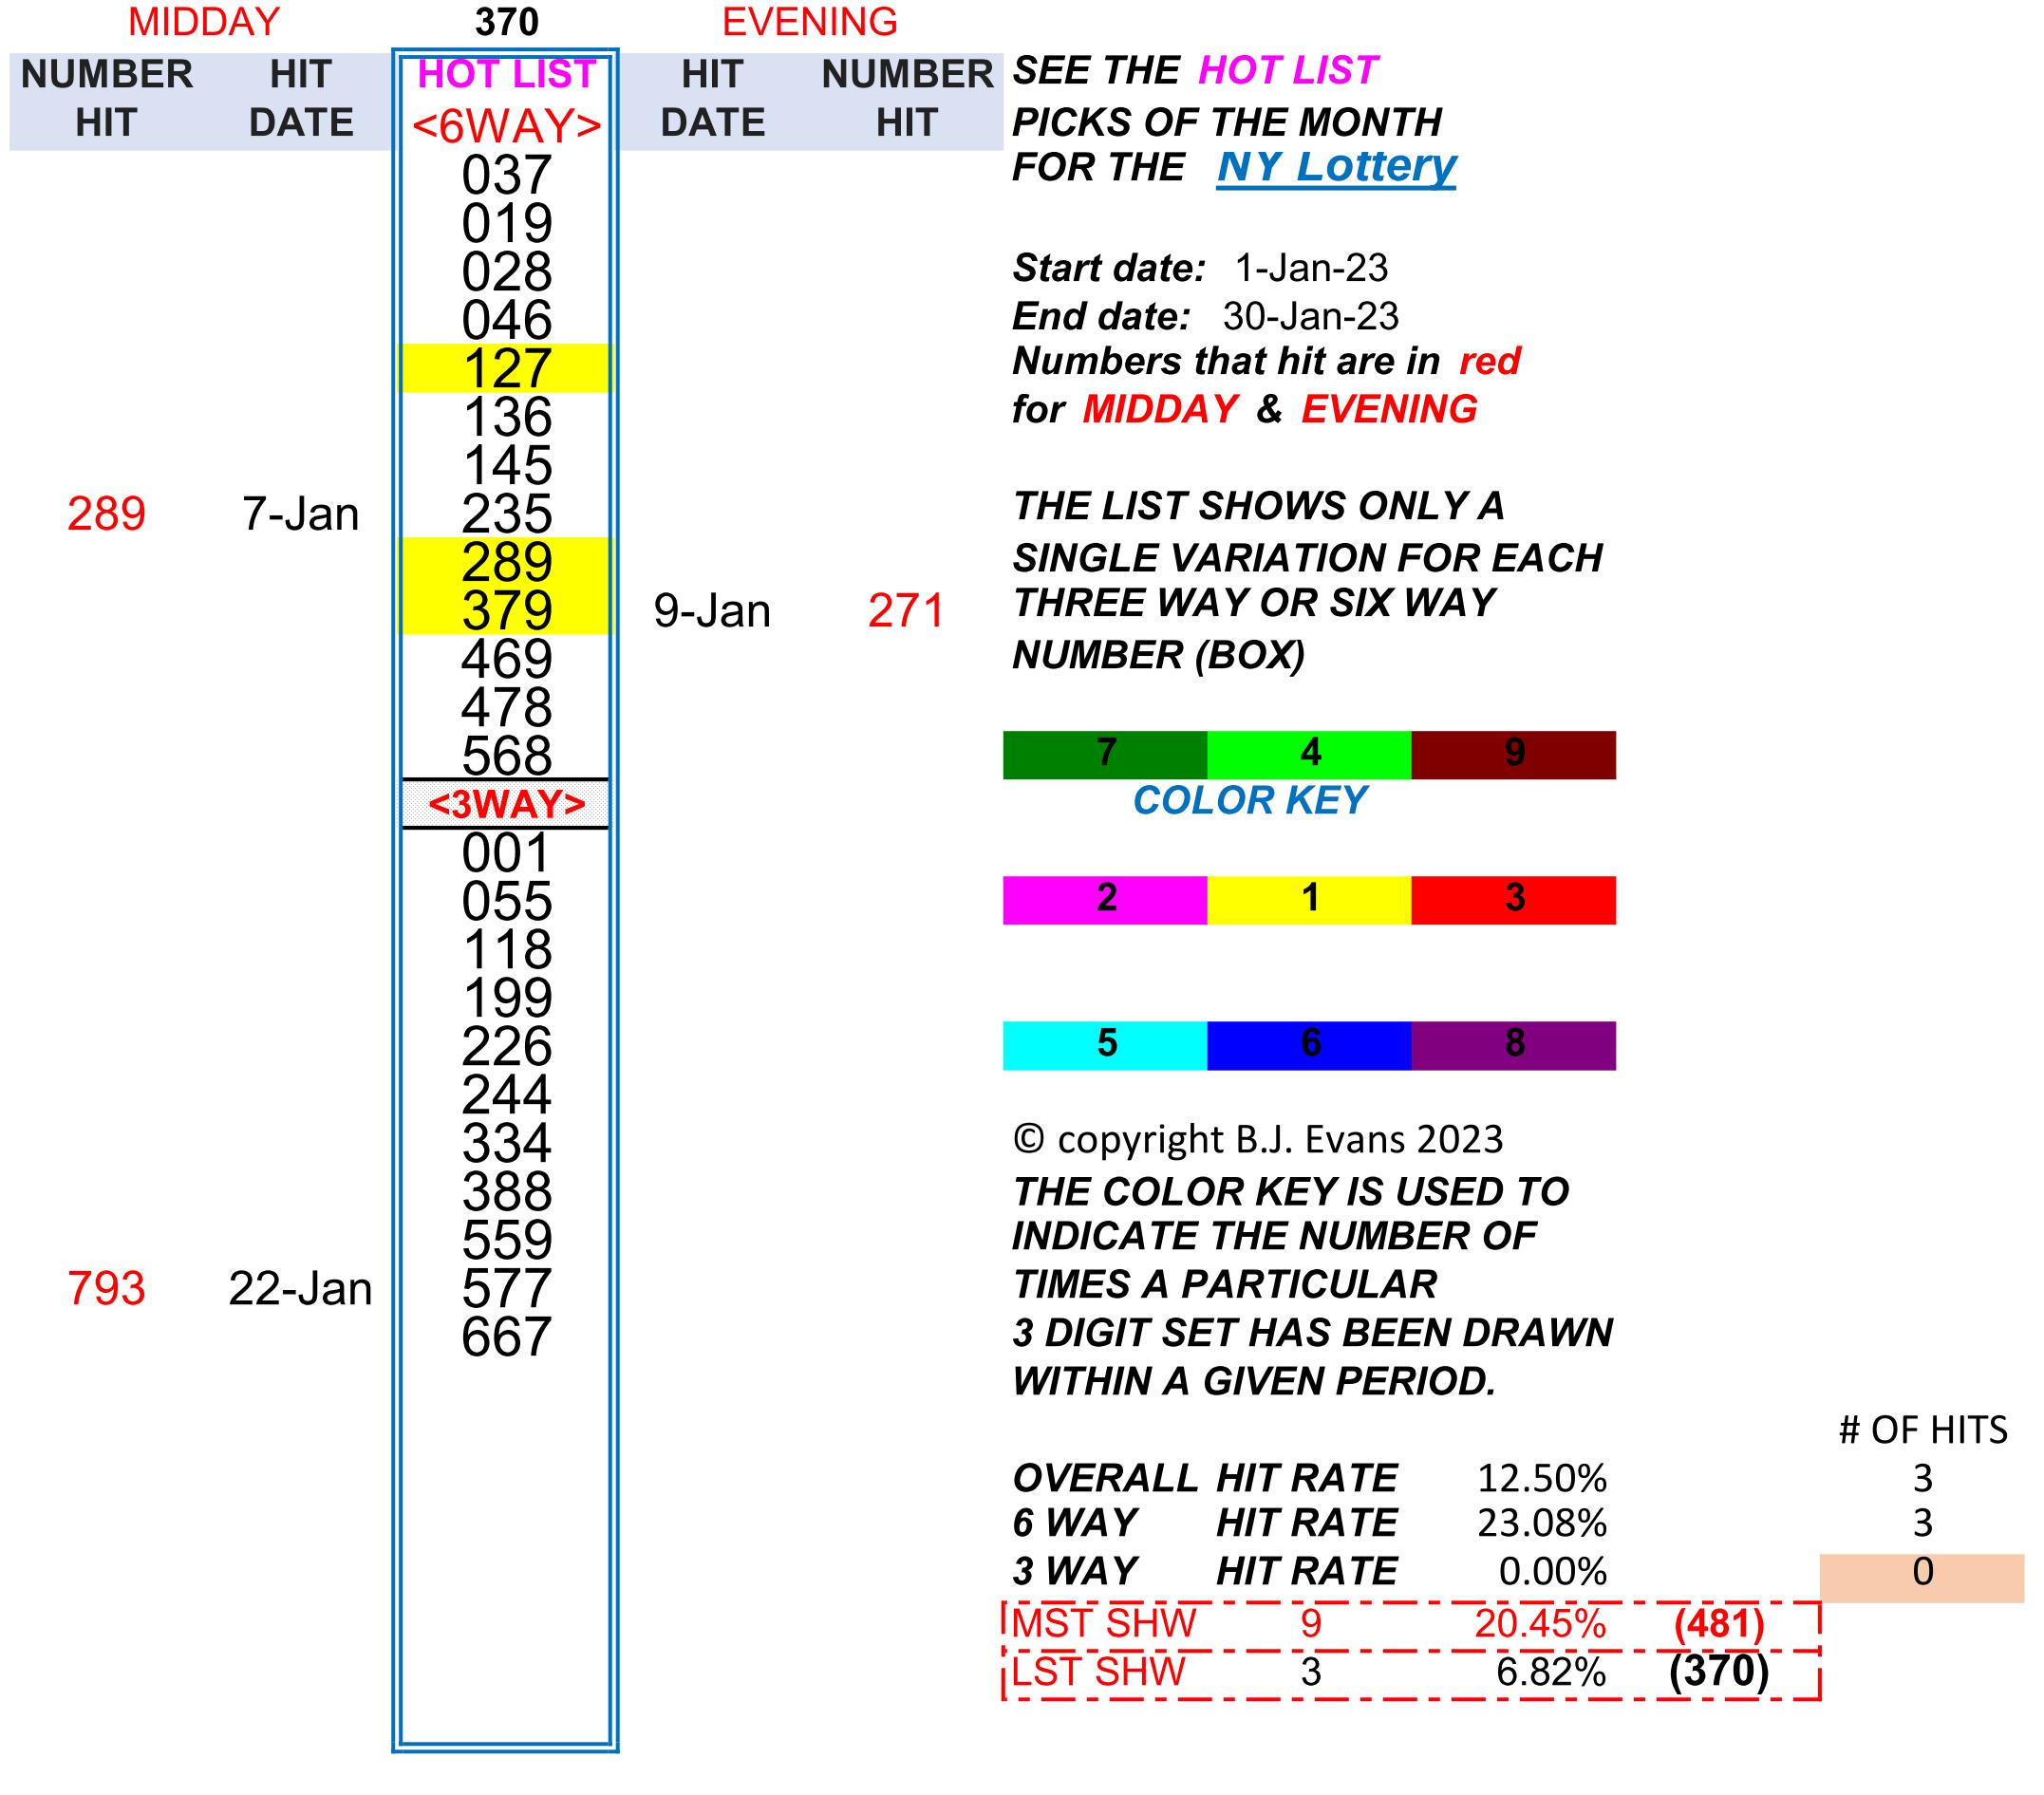 MIDDAY 370 EVENING
NUMBER HIT HOT LIST HIT NUMBER
HIT DATE <6WAY> DATE HIT
037
019
028
046
127
136
145
289 7-Jan 235
289
379 9-Jan 271
469
478
568
<3WAY>
001
055
118
199
226
244
334
388
559
793 22-Jan 577
667
SEE THE HOT LIST
PICKS OF THE MONTH
FOR THE NY Lottery
Start date: 1-Jan-23
End date: 30-Jan-23
Numbers that hit are in red
for MIDDAY & EVENING
THE LIST SHOWS ONLY A
SINGLE VARIATION FOR EACH
THREE WAY OR SIX WAY
NUMBER (BOX)
7 4 9
COLOR KEY
2 1 3
5 6 8
© copyright B.J. Evans 2023
THE COLOR KEY IS USED TO
INDICATE THE NUMBER OF
TIMES A PARTICULAR
3 DIGIT SET HAS BEEN DRAWN
WITHIN A GIVEN PERIOD.
# OF HITS
OVERALL HIT RATE 12.50% 3
6 WAY HIT RATE 23.08% 3
3 WAY HIT RATE 0.00% 0
MST SHW 9 20.45% (481)
LST SHW 3 6.82% (370)